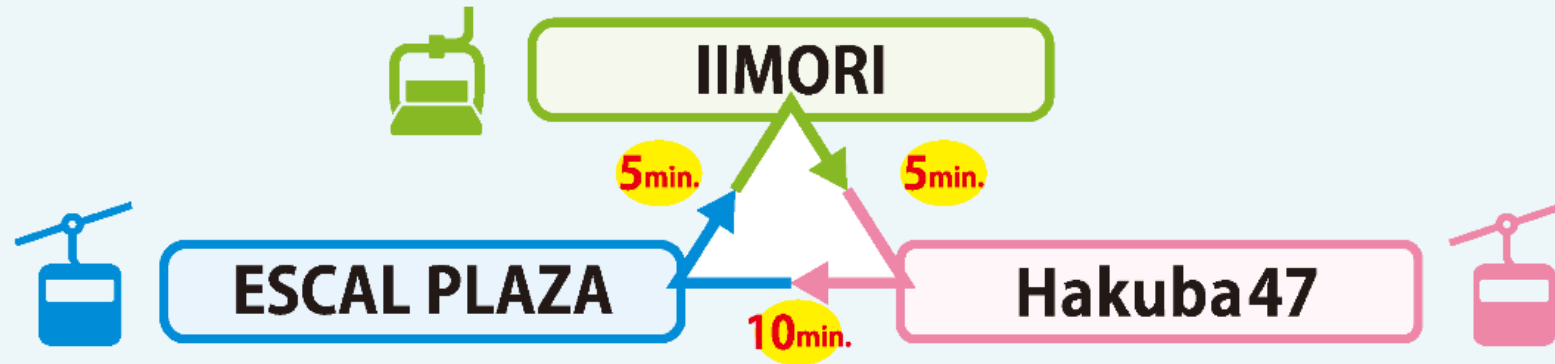 IIMORI
5min.
5min.
ESCAL PLAZA
Hakuba47
10min.